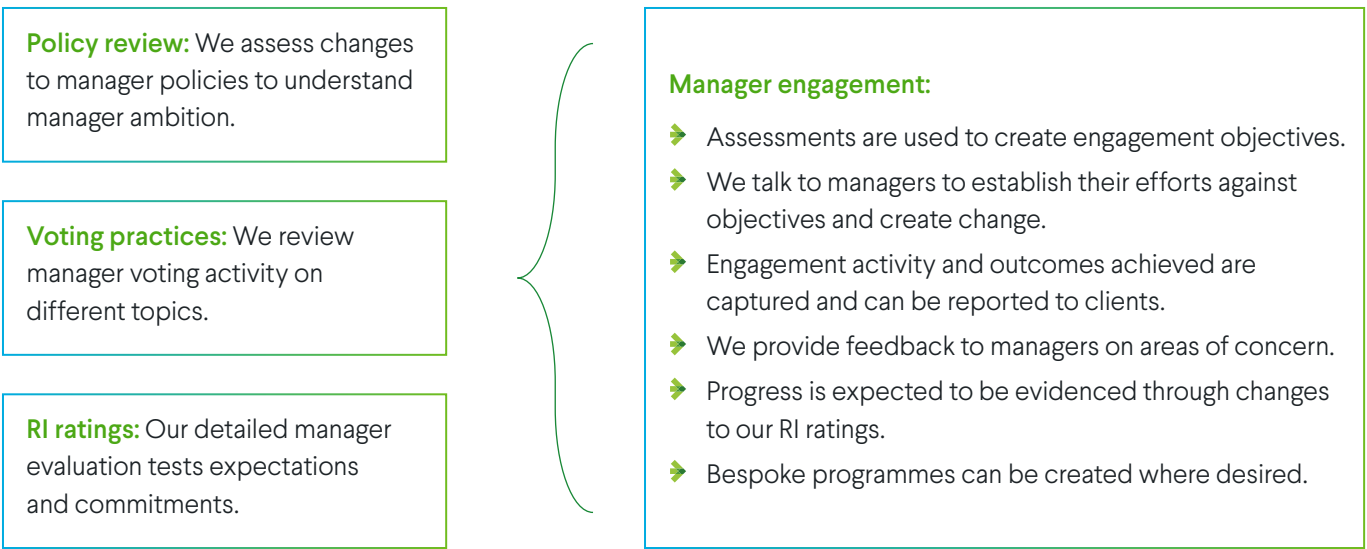 Policy review: We assess changes
to manager policies to understand
manager ambition.
Voting practices: We review
manager voting activity on
different topics.
RI ratings: Our detailed manager
evaluation tests expectations
and commitments.
Manager engagement:
Assessments are used to create engagement objectives.
We talk to managers to establish their efforts against
objectives and create change.
Engagement activity and outcomes achieved are
captured and can be reported to clients.
We provide feedback to managers on areas of concern.
Progress is expected to be evidenced through changes
to our RI ratings.
Bespoke programmes can be created where desired.